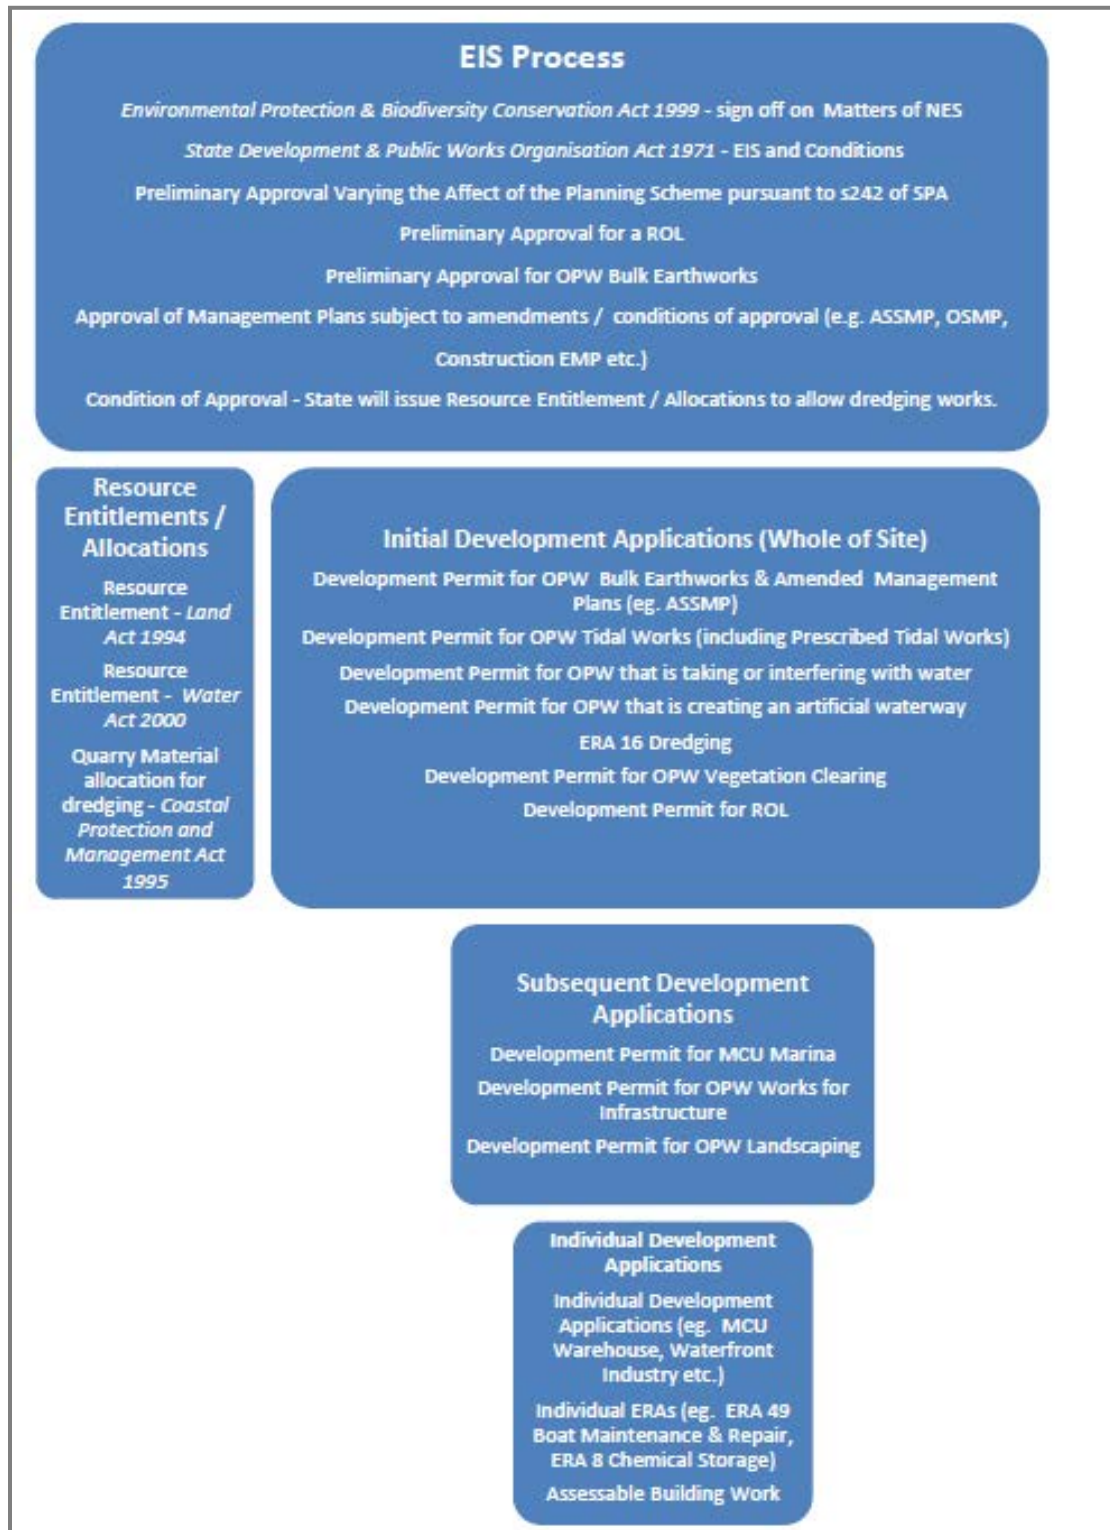 EIS Process
Environmental Protection & Biodiversity Conservation Act 1999 - sign off on Matters of NES
State Development & Public Works Organisation Act 1971 - EIS and Conditions
Preliminary Approval Varying the Affect of the Planning Scheme pursuant to s242 of SPA
Preliminary Approval for a ROL
Preliminary Approval for OPW Bulk Earthworks
Approval of Management Plans subject to amendments / conditions of approval (e.g. ASSMP, OSMP,
Construction EMP etc.)
Condition of Approval - State will issue Resource Entitlement / Allocations to allow dredging works.
Resource
Entitlements /
Allocations
Resource
Entitlement - Land
Act 1994
Resource
Entitlement - Water
Act 2000
Quarry Material
allocation for
dredging - Coastal
Protection and
Management Act
1995
Initial Development Applications (Whole of Site)
Development Permit for OPW Bulk Earthworks & Amended Management
Plans (eg. ASSMP)
Development Permit for OPW Tidal Works (including Prescribed Tidal Works)
Development Permit for OPW that is taking or interfering with water
Development Permit for OPW that is creating an artificial waterway
ERA 16 Dredging
Development Permit for OPW Vegetation Clearing
Development Permit for ROL
Subsequent Development
Applications
Development Permit for MCU Marina
Development Permit for OPW Works for
Infrastructure
Development Permit for OPW Landscaping
Individual Development
Applications
Individual Development
Applications (eg. MCU
Warehouse, Waterfront
Industry etc.)
Individual ERAs (eg. ERA 49
Boat Maintenance & Repair,
ERA 8 Chemical Storage)
Assessable Building Work